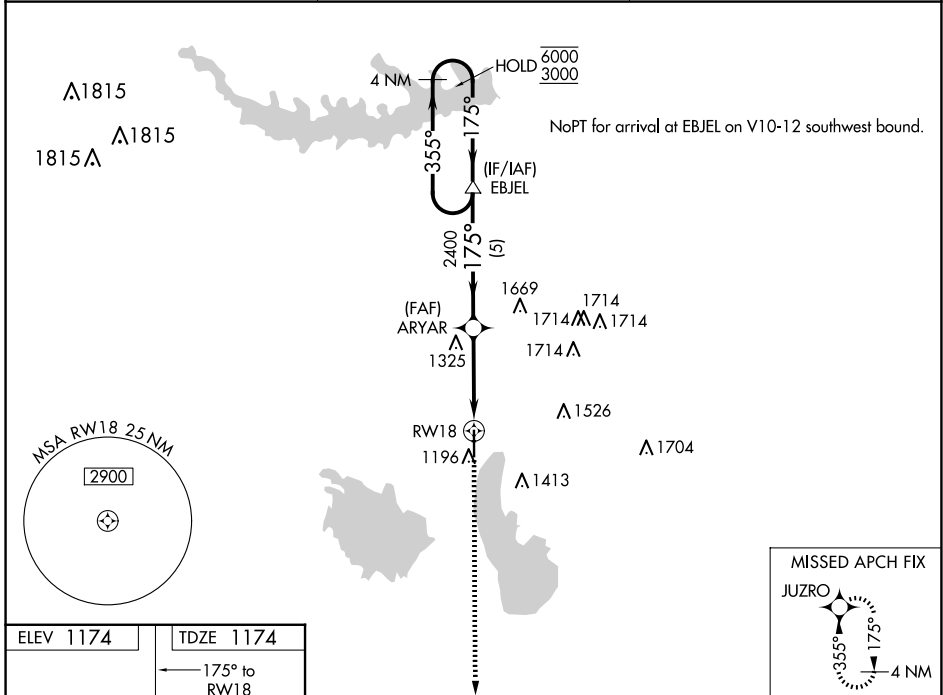 1815
1815
1815
4 NM
HOLD
6000
3000
355°
175°
NoPT for arrival at EBJEL on V10-12 southwest bound.
(IF/IAF)
EBJEL
2400
175°
(5)
(FAF)
ARYAR
1669
1714
1714
1714
1714
1325
1526
RW18
1704
1196
1413
MSA RW18 25 NM
2900
MISSED APCH FIX
JUZRO
355°
175°
4 NM
ELEV 1174
TDZE 1174
175° to
RW18